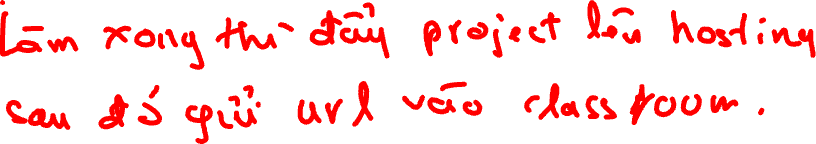 Làm xong thì đẩy project lên hosting
sau đó gửi url vào classroom.